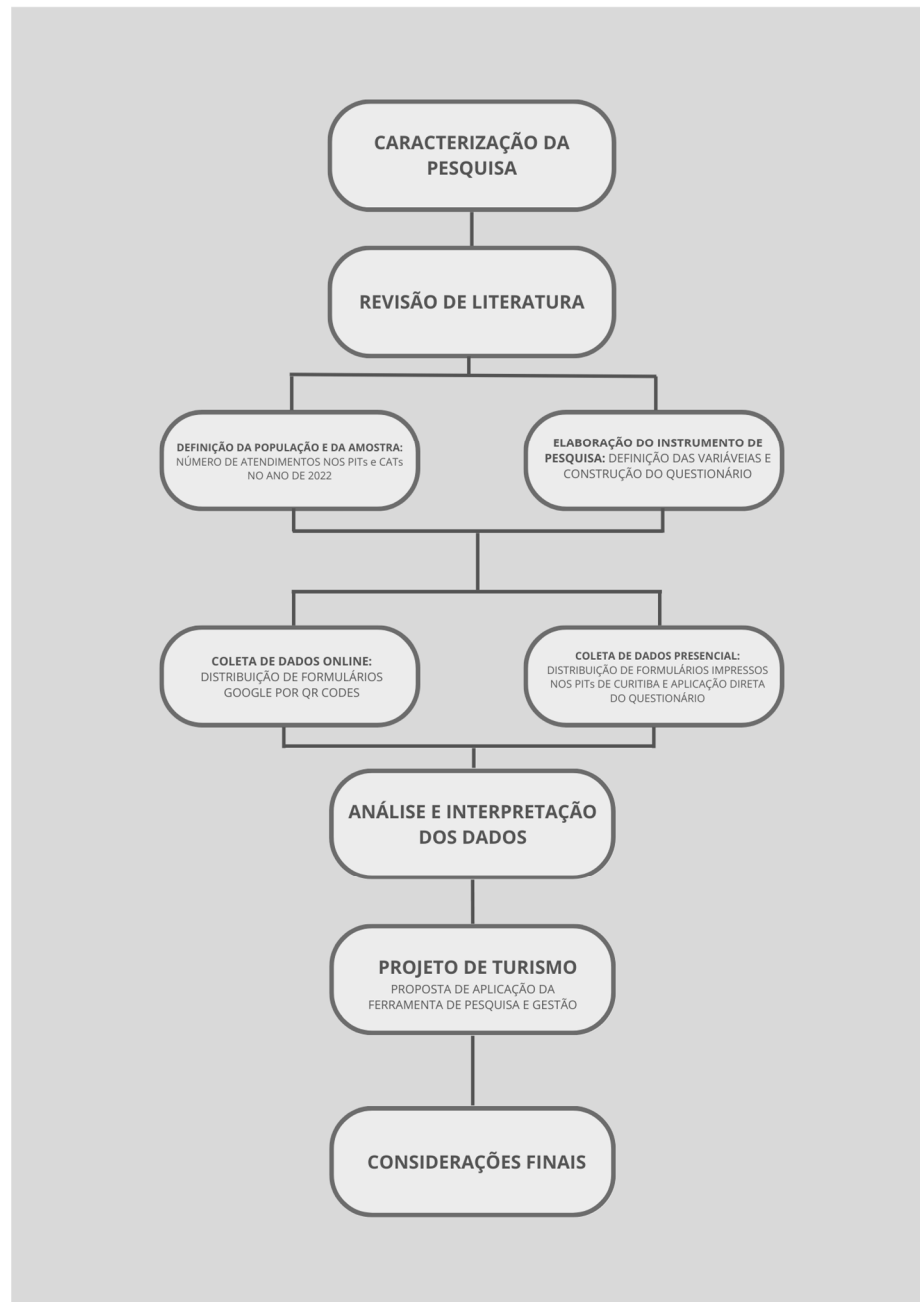 CARACTERIZAÇÃO DA
PESQUISA
REVISÃO DE LITERATURA
DEFINIÇÃO DA POPULAÇÃO E DA AMOSTRA:
NÚMERO DE ATENDIMENTOS NOS PITs e CATs
NO ANO DE 2022
ELABORAÇÃO DO INSTRUMENTO DE
PESQUISA: DEFINIÇÃO DAS VARIÁVEIAS E
CONSTRUÇÃO DO QUESTIONÁRIO
COLETA DE DADOS ONLINE:
DISTRIBUIÇÃO DE FORMULÁRIOS
GOOGLE POR QR CODES
COLETA DE DADOS PRESENCIAL:
DISTRIBUIÇÃO DE FORMULÁRIOS IMPRESSOS
NOS PITs DE CURITIBA E APLICAÇÃO DIRETA
DO QUESTIONÁRIO
ANÁLISE E INTERPRETAÇÃO
DOS DADOS
PROJETO DE TURISMO
PROPOSTA DE APLICAÇÃO DA
FERRAMENTA DE PESQUISA E GESTÃO
CONSIDERAÇÕES FINAIS